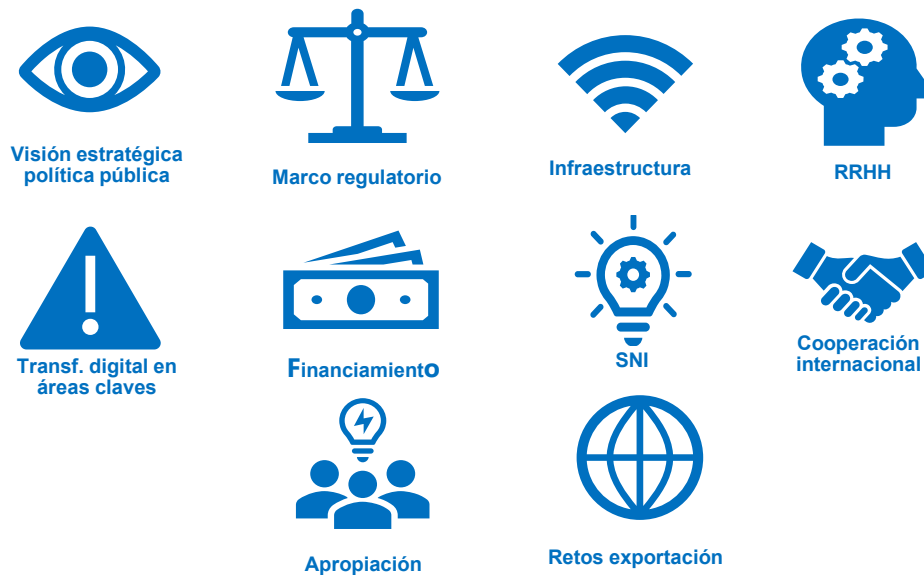 Visión estratégica
política pública
Marco regulatorio
Infraestructura
RRHH
Transf. digital en
áreas claves
Financiamiento
SNI
Cooperación
internacional
Apropiación
Retos exportación